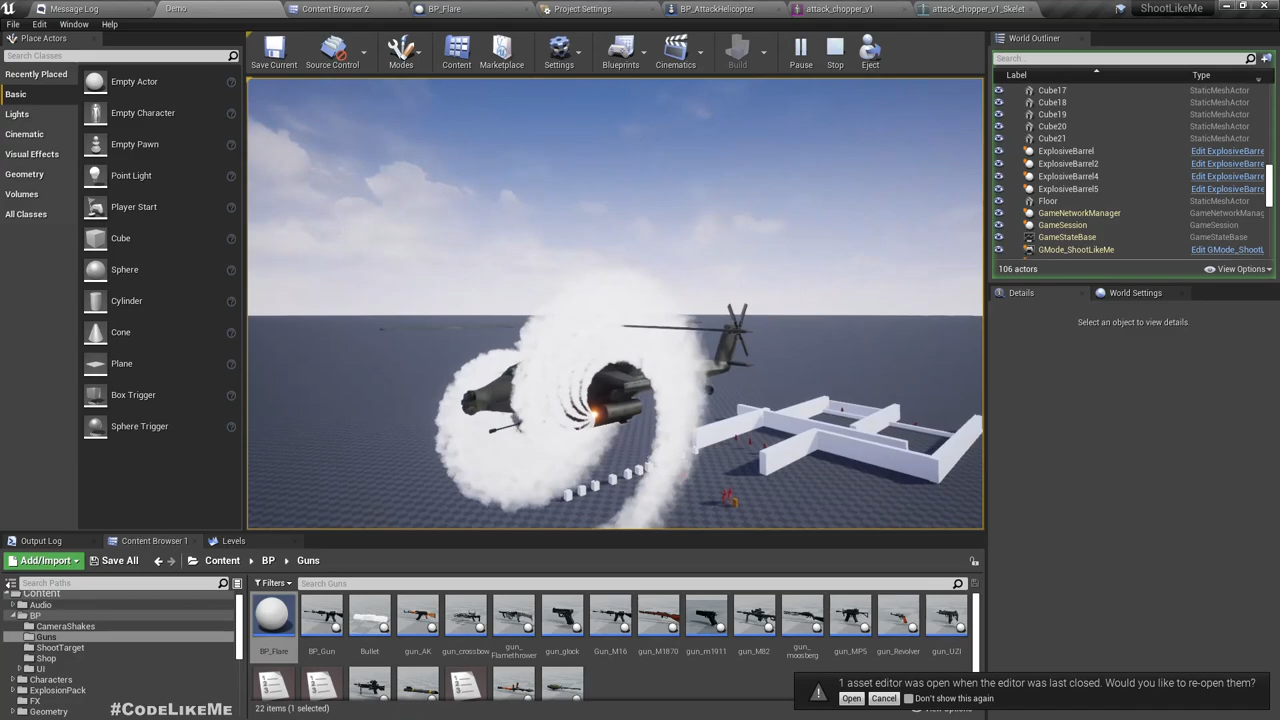 Message Log
Demo
Content Browser 2
BP_Flare
Project Settings
BP_AttackHelicopter
attack_chopper_v1
attack_chopper_v1_Skelet
ShootLikeMe
File Edit Window Help
Place Actors
Search Classes
Recently Placed
Basic
Lights
Cinematic
Visual Effects
Geometry
Volumes
All Classes
Empty Actor
Empty Character
Empty Pawn
Point Light
Player Start
Cube
Sphere
Cylinder
Cone
Plane
Box Trigger
Sphere Trigger
Save Current
Source Control
Modes
Content
Marketplace
Settings
Blueprints
Cinematics
Build
Pause
Stop
Eject
World Outliner
Search...
Label Type
Cube17 StaticMeshActor
Cube18 StaticMeshActor
Cube19 StaticMeshActor
Cube20 StaticMeshActor
Cube21 StaticMeshActor
ExplosiveBarrel Edit ExplosiveBarre
ExplosiveBarrel2 Edit ExplosiveBarre
ExplosiveBarrel4 Edit ExplosiveBarre
ExplosiveBarrel5 Edit ExplosiveBarre
Floor StaticMeshActor
GameNetworkManager GameNetworkManag
GameSession GameSession
GameStateBase GameStateBase
GMode_ShootLikeMe Edit GMode_ShootL
106 actors View Options
Details World Settings
Select an object to view details
Output Log
Content Browser 1
Levels
Add/Import Save All Content BP Guns
Search Paths
Filters
Search Guns
Content
Audio
BP
CameraShakes
Guns
ShootTarget
Shop
UI
Characters
ExplosionPack
FX
Geometry
BP_Flare
BP_Gun
Bullet
gun_AK
gun_crossbow
gun_
Flamethrower
gun_glock
Gun_M16
gun_M1870
gun_m1911
gun_M82
gun_
moosberg
gun_MP5
gun_Revolver
gun_UZI
22 items (1 selected)
1 asset editor was open when the editor was last closed. Would you like to re-open them?
Open Cancel Don't show this again
#CodeLikeMe